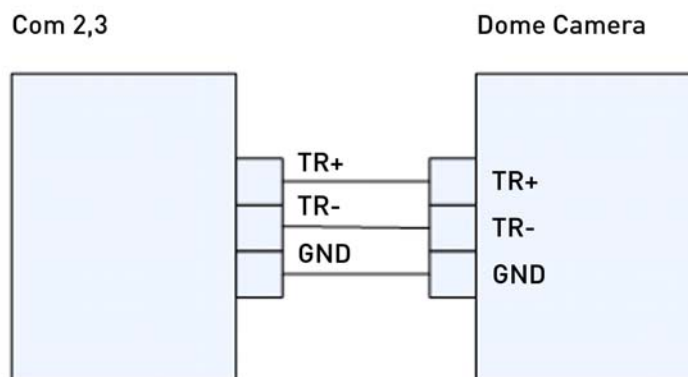 Com 2,3
Dome Camera
TR+
TR+
TR-
TR-
GND
GND